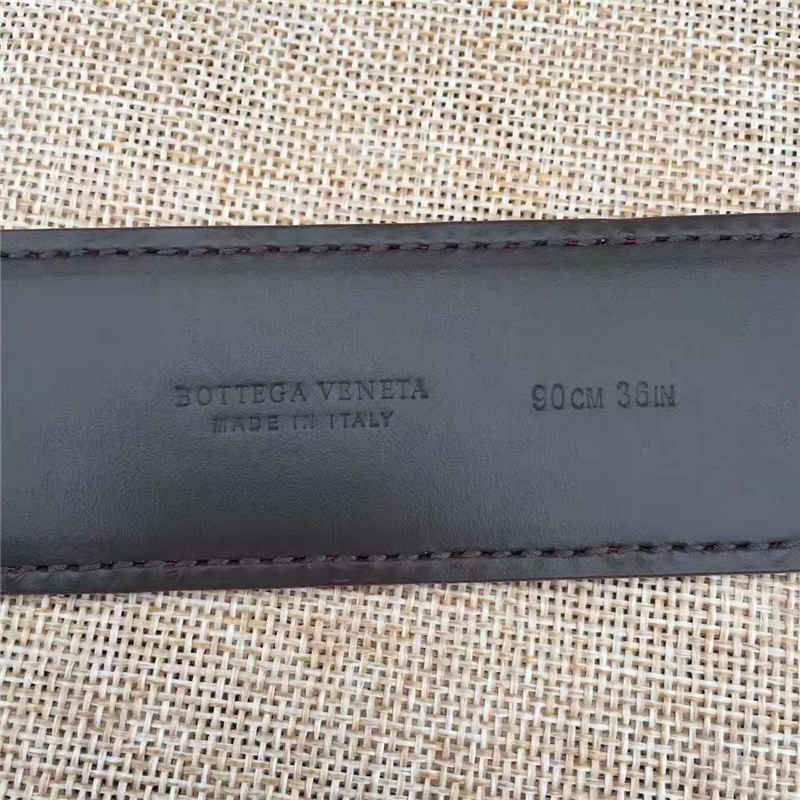 BOTTEGA VENETA
MADE IN ITALY
90CM 36IN